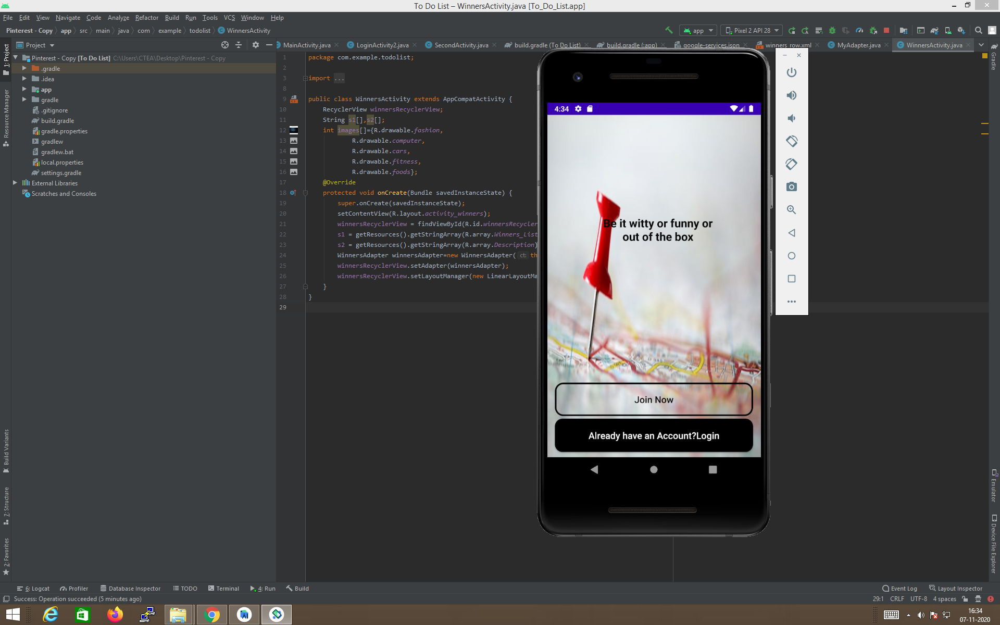 To Do List – WinnersActivity.java [To_Do_List.app]
File Edit View Navigate Code Analyze Refactor Build Run Tools VCS Window Help
Pinterest - Copy app src main java com example todolist WinnersActivity
app Pixel 2 API 28
Project
MainActivity.java LoginActivity2.java SecondActivity.java build.gradle (To Do List) build.gradle (:app) google-services.json winners_row.xml MyAdapter.java WinnersActivity.java
1: Project
Resource Manager
Build Variants
7: Structure
2: Favorites
Pinterest - Copy [To Do List] C:\Users\CTEA\Desktop\Pinterest - Copy
.gradle
.idea
app
gradle
.gitignore
build.gradle
gradle.properties
gradlew
gradlew.bat
local.properties
settings.gradle
External Libraries
Scratches and Consoles
1 package com.example.todolist;
2
3 import ...
8
9 public class WinnersActivity extends AppCompatActivity {
10 RecyclerView winnersRecyclerView;
11 String s1[],s2[];
12 int images[]={R.drawable.fashion,
13 R.drawable.computer,
14 R.drawable.cars,
15 R.drawable.fitness,
16 R.drawable.foods};
17 @Override
18 protected void onCreate(Bundle savedInstanceState) {
19 super.onCreate(savedInstanceState);
20 setContentView(R.layout.activity_winners);
21 winnersRecyclerView = findViewById(R.id.winnersRecycler
22 s1 = getResources().getStringArray(R.array.Winners_List
23 s2 = getResources().getStringArray(R.array.Description)
24 WinnersAdapter winnersAdapter=new WinnersAdapter( ct: th
25 winnersRecyclerView.setAdapter(winnersAdapter);
26 winnersRecyclerView.setLayoutManager(new LinearLayoutMa
27 }
28 }
29
4:34
Be it witty or funny or
out of the box
Join Now
Already have an Account?Login
Gradle
Emulator
Device File Explorer
6: Logcat Profiler Database Inspector TODO Terminal 4: Run Build Event Log Layout Inspector
Success: Operation succeeded (5 minutes ago) 29:1 CRLF UTF-8 4 spaces
16:34
07-11-2020